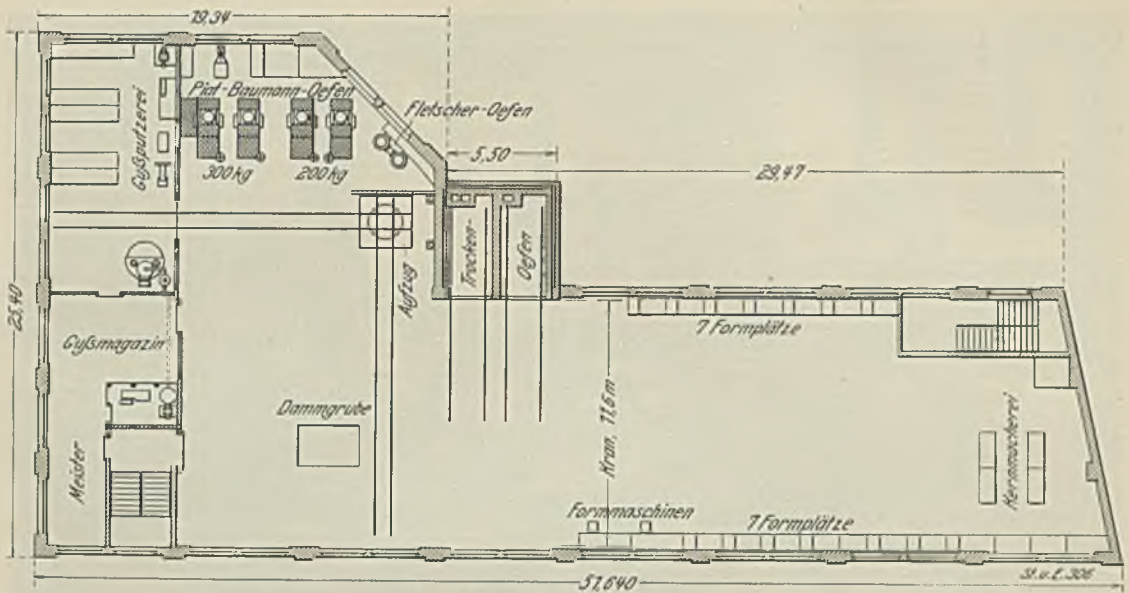 19,34
Piat-Baumann-Oefen
Fletscher-Oefen
Gußputzerei
300 kg
200 kg
5,50
29,47
25,40
Aufzug
Trocken-
Oefen
7 Formplätze
Gußmagazin
Kran, 11,6 m
Dammgrube
Meister
Kernmacherei
Formmaschinen
7 Formplätze
St. u. E. 306
51,640